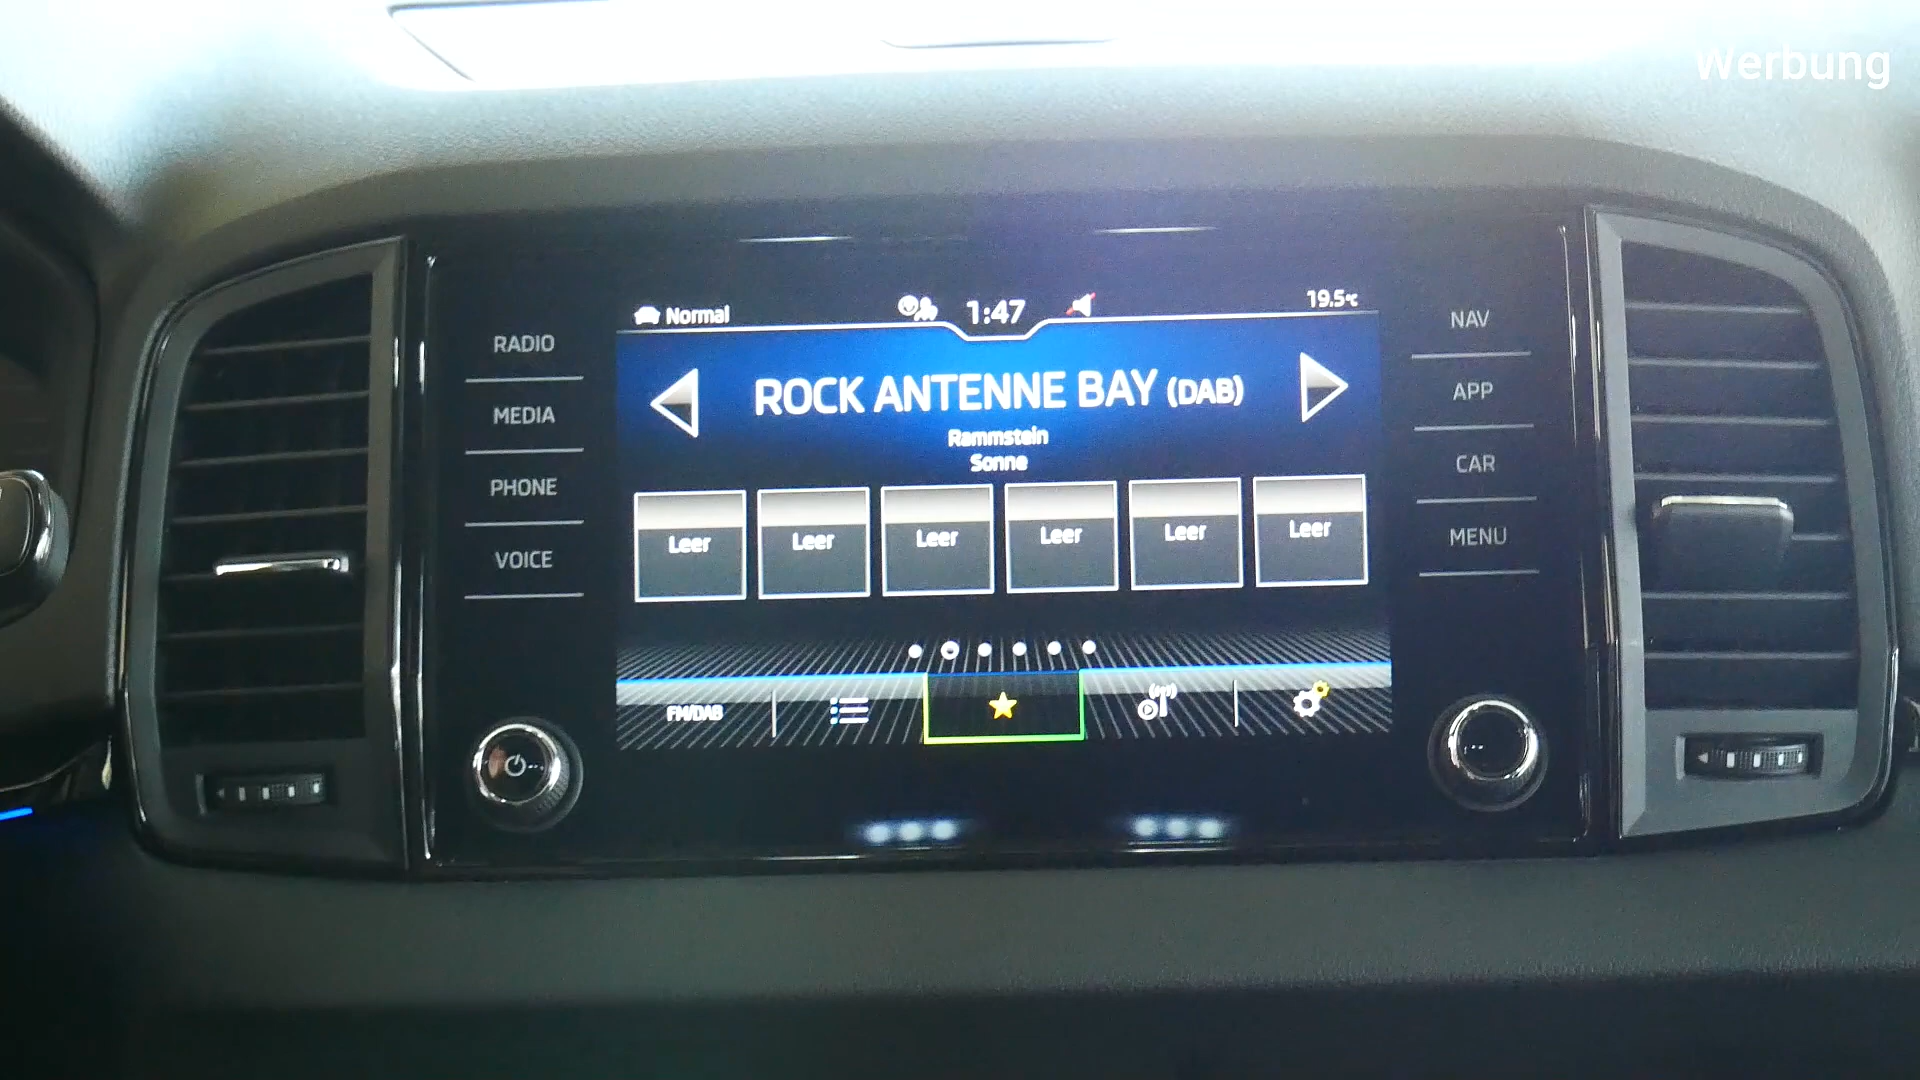 Werbung
Normal
1:47
19.5°C
RADIO
MEDIA
PHONE
VOICE
ROCK ANTENNE BAY (DAB)
Rammstein
Sonne
Leer
Leer
Leer
Leer
Leer
Leer
FM/DAB
NAV
APP
CAR
MENU